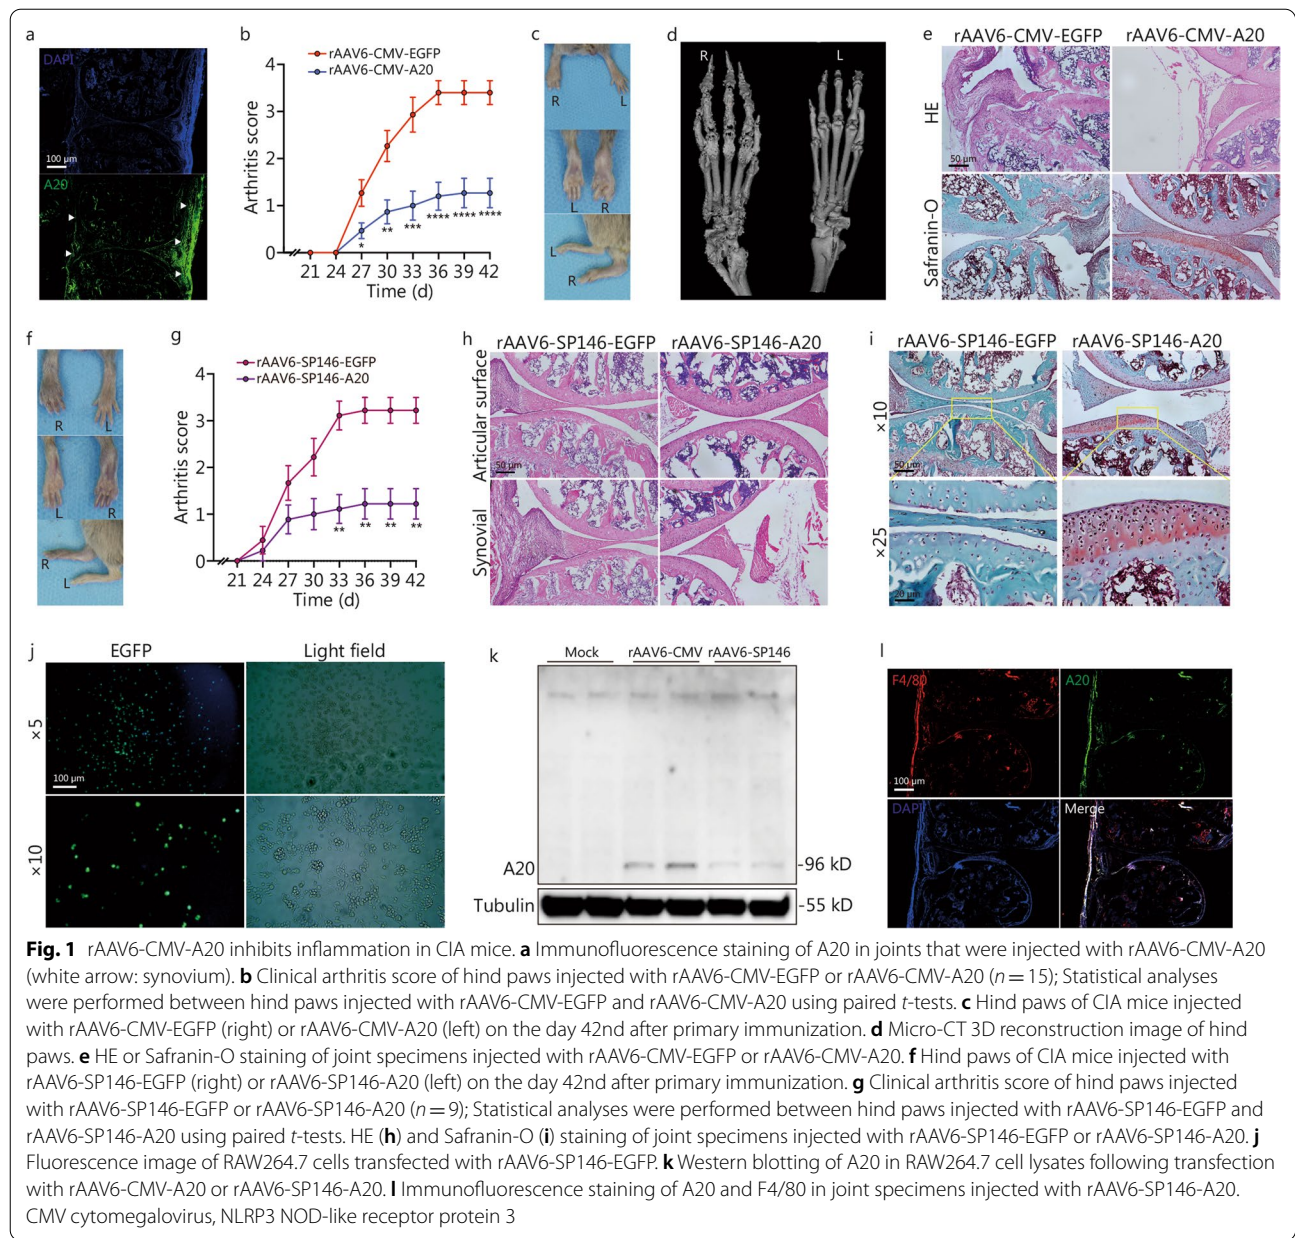 a
DAPI
100 μm
A20
b
rAAV6-CMV-EGFP
rAAV6-CMV-A20
Arthritis score
4
3
2
1
0
* ** *** **** **** ****
21 24 27 30 33 36 39 42
Time (d)
c
R L
L R
L
R
d
R L
e
rAAV6-CMV-EGFP rAAV6-CMV-A20
HE
50 μm
Safranin-O
f
R L
L R
R
L
g
rAAV6-SP146-EGFP
rAAV6-SP146-A20
Arthritis score
4
3
2
1
0
** ** ** **
21 24 27 30 33 36 39 42
Time (d)
h
rAAV6-SP146-EGFP rAAV6-SP146-A20
Articular surface
50 μm
Synovial
i
rAAV6-SP146-EGFP rAAV6-SP146-A20
×10
50 μm
×25
20 μm
j
EGFP Light field
×5
100 μm
×10
k
Mock rAAV6-CMV rAAV6-SP146
A20 -96 kD
Tubulin -55 kD
l
F4/80 A20
100 μm
DAPI Merge
Fig. 1 rAAV6-CMV-A20 inhibits inflammation in CIA mice. a Immunofluorescence staining of A20 in joints that were injected with rAAV6-CMV-A20
(white arrow: synovium). b Clinical arthritis score of hind paws injected with rAAV6-CMV-EGFP or rAAV6-CMV-A20 (n = 15); Statistical analyses
were performed between hind paws injected with rAAV6-CMV-EGFP and rAAV6-CMV-A20 using paired t-tests. c Hind paws of CIA mice injected
with rAAV6-CMV-EGFP (right) or rAAV6-CMV-A20 (left) on the day 42nd after primary immunization. d Micro-CT 3D reconstruction image of hind
paws. e HE or Safranin-O staining of joint specimens injected with rAAV6-CMV-EGFP or rAAV6-CMV-A20. f Hind paws of CIA mice injected with
rAAV6-SP146-EGFP (right) or rAAV6-SP146-A20 (left) on the day 42nd after primary immunization. g Clinical arthritis score of hind paws injected
with rAAV6-SP146-EGFP or rAAV6-SP146-A20 (n = 9); Statistical analyses were performed between hind paws injected with rAAV6-SP146-EGFP and
rAAV6-SP146-A20 using paired t-tests. HE (h) and Safranin-O (i) staining of joint specimens injected with rAAV6-SP146-EGFP or rAAV6-SP146-A20. j
Fluorescence image of RAW264.7 cells transfected with rAAV6-SP146-EGFP. k Western blotting of A20 in RAW264.7 cell lysates following transfection
with rAAV6-CMV-A20 or rAAV6-SP146-A20. l Immunofluorescence staining of A20 and F4/80 in joint specimens injected with rAAV6-SP146-A20.
CMV cytomegalovirus, NLRP3 NOD-like receptor protein 3